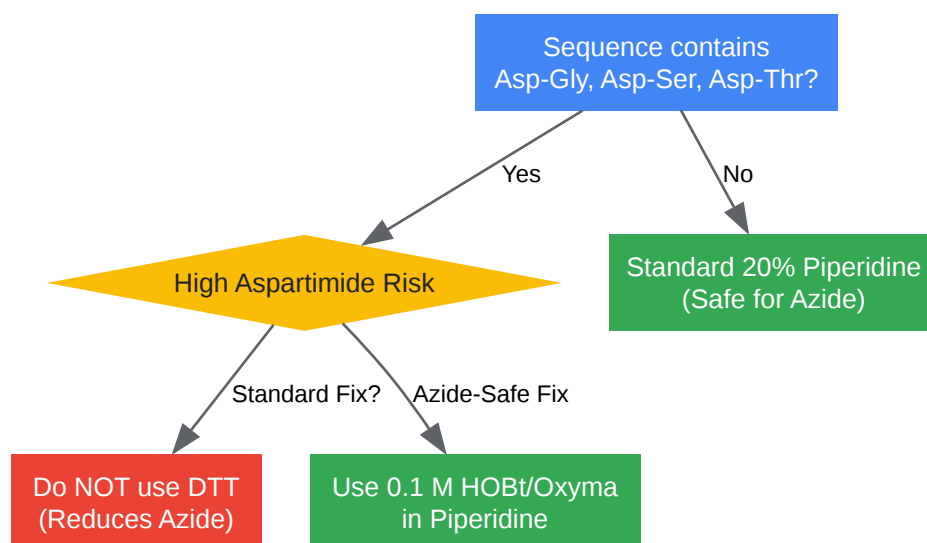 Sequence contains
Asp-Gly, Asp-Ser, Asp-Thr?
Yes
No
High Aspartimide Risk
Standard 20% Piperidine
(Safe for Azide)
Standard Fix?
Azide-Safe Fix
Do NOT use DTT
(Reduces Azide)
Use 0.1 M HOBt/Oxyma
in Piperidine